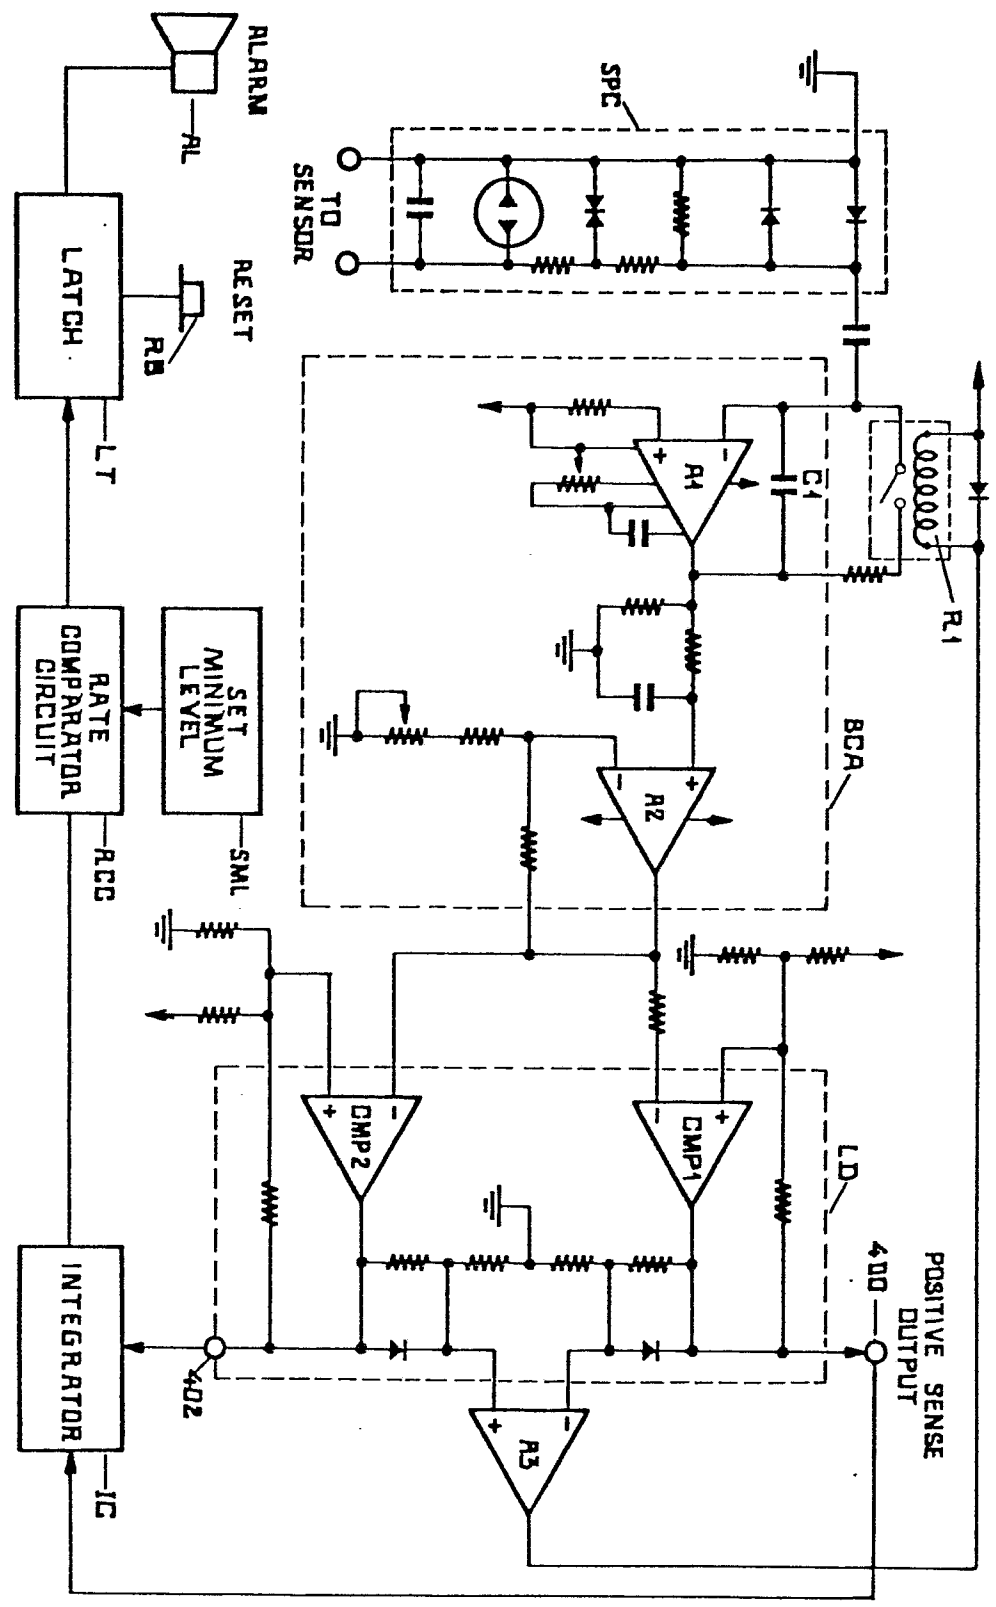 SPC
TO
SENSOR
C1
A1
+
−
R1
BCA
A2
−
+
CMP1
−
+
CMP2
+
−
LD
400
POSITIVE SENSE
OUTPUT
402
A3
+
−
ALARM
AL
RESET
RB
LATCH
LT
SET
MINIMUM
LEVEL
SML
RATE
COMPARATOR
CIRCUIT
RCC
INTEGRATOR
IC